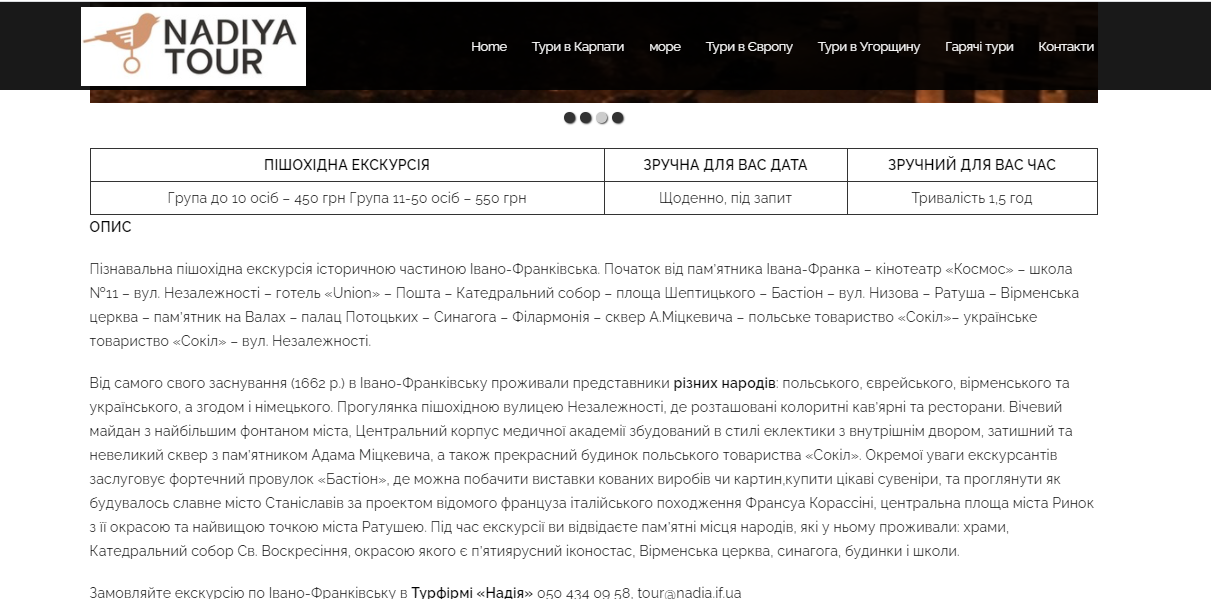 NADIYA
TOUR
Home Тури в Карпати море Тури в Європу Тури в Угорщину Гарячі тури Контакти
ПІШОХІДНА ЕКСКУРСІЯ ЗРУЧНА ДЛЯ ВАС ДАТА ЗРУЧНИЙ ДЛЯ ВАС ЧАС
Група до 10 осіб – 450 грн Група 11-50 осіб – 550 грн Щоденно, під запит Тривалість 1,5 год
ОПИС
Пізнавальна пішохідна екскурсія історичною частиною Івано-Франківська. Початок від пам'ятника Івана-Франка – кінотеатр «Космос» – школа
№11 – вул. Незалежності – готель «Union» – Пошта – Катедральний собор – площа Шептицького – Бастіон – вул. Низова – Ратуша – Вірменська
церква – пам'ятник на Валах – палац Потоцьких – Синагога – Філармонія – сквер А.Міцкевича – польське товариство «Сокіл»– українське
товариство «Сокіл» – вул. Незалежності.
Від самого свого заснування (1662 р.) в Івано-Франківську проживали представники різних народів: польського, єврейського, вірменського та
українського, а згодом і німецького. Прогулянка пішохідною вулицею Незалежності, де розташовані колоритні кав'ярні та ресторани. Вічевий
майдан з найбільшим фонтаном міста, Центральний корпус медичної академії збудований в стилі еклектики з внутрішнім двором, затишний та
невеликий сквер з пам'ятником Адама Міцкевича, а також прекрасний будинок польського товариства «Сокіл». Окремої уваги екскурсантів
заслуговує фортечний провулок «Бастіон», де можна побачити виставки кованих виробів чи картин,купити цікаві сувеніри, та проглянути як
будувалось славне місто Станіславів за проектом відомого француза італійського походження Франсуа Корассіні, центральна площа міста Ринок
з її окрасою та найвищою точкою міста Ратушею. Під час екскурсії ви відвідаєте пам'ятні місця народів, які у ньому проживали: храми,
Катедральний собор Св. Воскресіння, окрасою якого є п'ятиярусний іконостас, Вірменська церква, синагога, будинки і школи.
Замовляйте екскурсію по Івано-Франківську в Турфірмі «Надія» 050 434 09 58, tour@nadia.if.ua